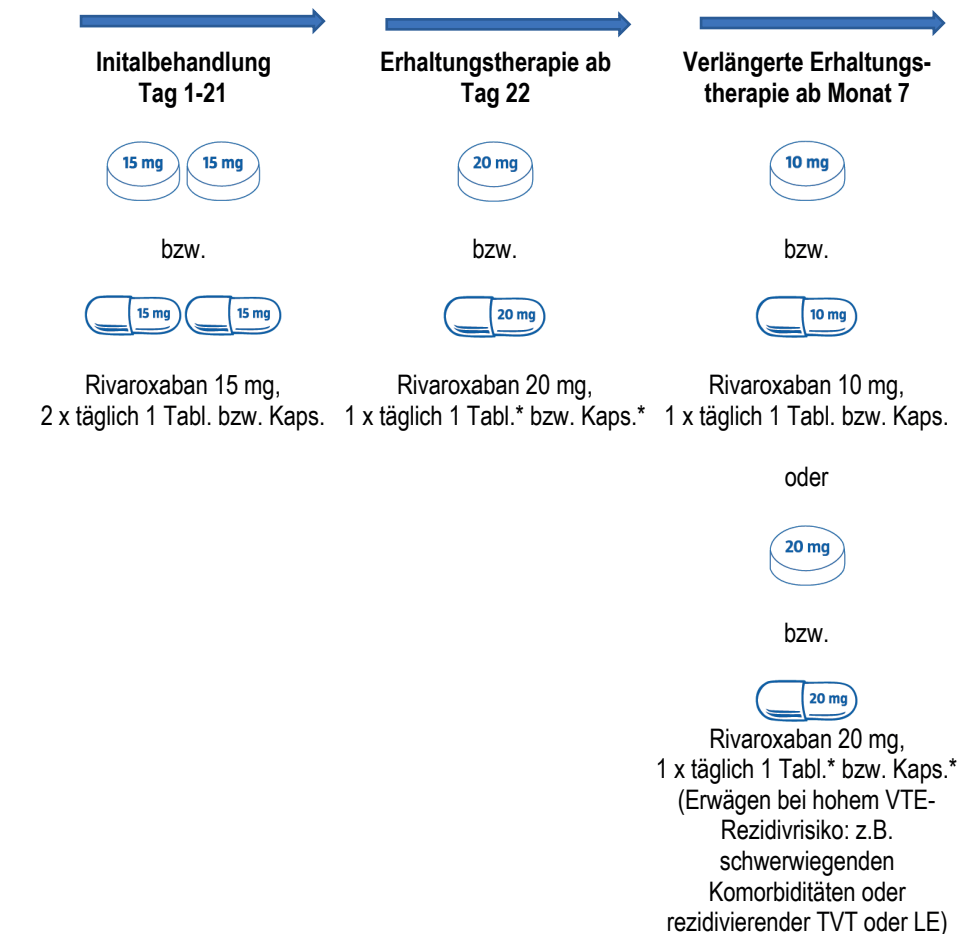 Initalbehandlung
Tag 1-21
15 mg
15 mg
bzw.
15 mg
15 mg
Rivaroxaban 15 mg,
2 x täglich 1 Tabl. bzw. Kaps.
Erhaltungstherapie ab
Tag 22
20 mg
bzw.
20 mg
Rivaroxaban 20 mg,
1 x täglich 1 Tabl.* bzw. Kaps.*
Verlängerte Erhaltungs-
therapie ab Monat 7
10 mg
bzw.
10 mg
Rivaroxaban 10 mg,
1 x täglich 1 Tabl. bzw. Kaps.
oder
20 mg
bzw.
20 mg
Rivaroxaban 20 mg,
1 x täglich 1 Tabl.* bzw. Kaps.*
(Erwägen bei hohem VTE-
Rezidivrisiko: z.B.
schwerwiegenden
Komorbiditäten oder
rezidivierender TVT oder LE)